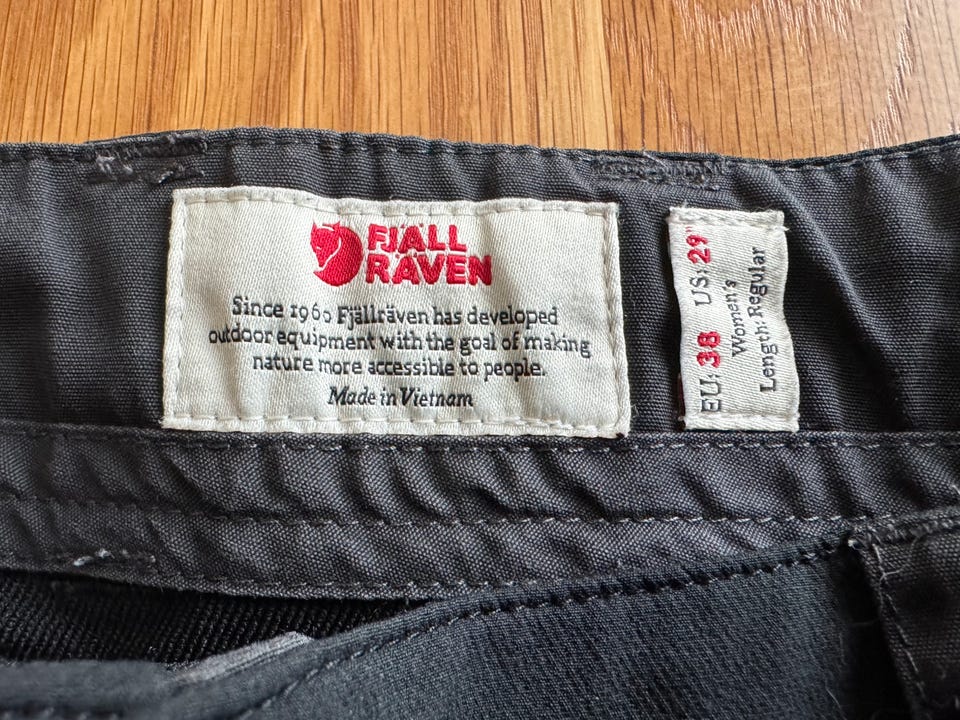 FJÄLL
RÄVEN
Since 1960 Fjällräven has developed
outdoor equipment with the goal of making
nature more accessible to people.
Made in Vietnam
EU: 38 US: 29"
Women's
Length: Regular